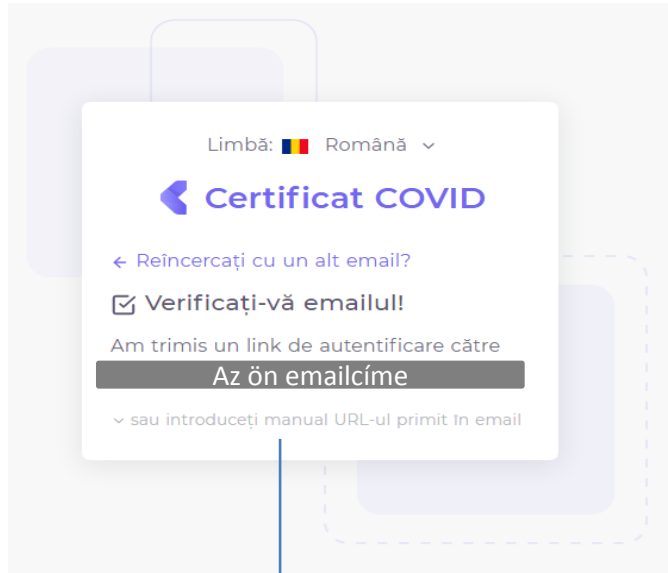 Limbă: Română
Certificat COVID
Reîncercați cu un alt email?
Verificați-vă emailul!
Am trimis un link de autentificare către
Az ön emailcíme
sau introduceți manual URL-ul primit în email